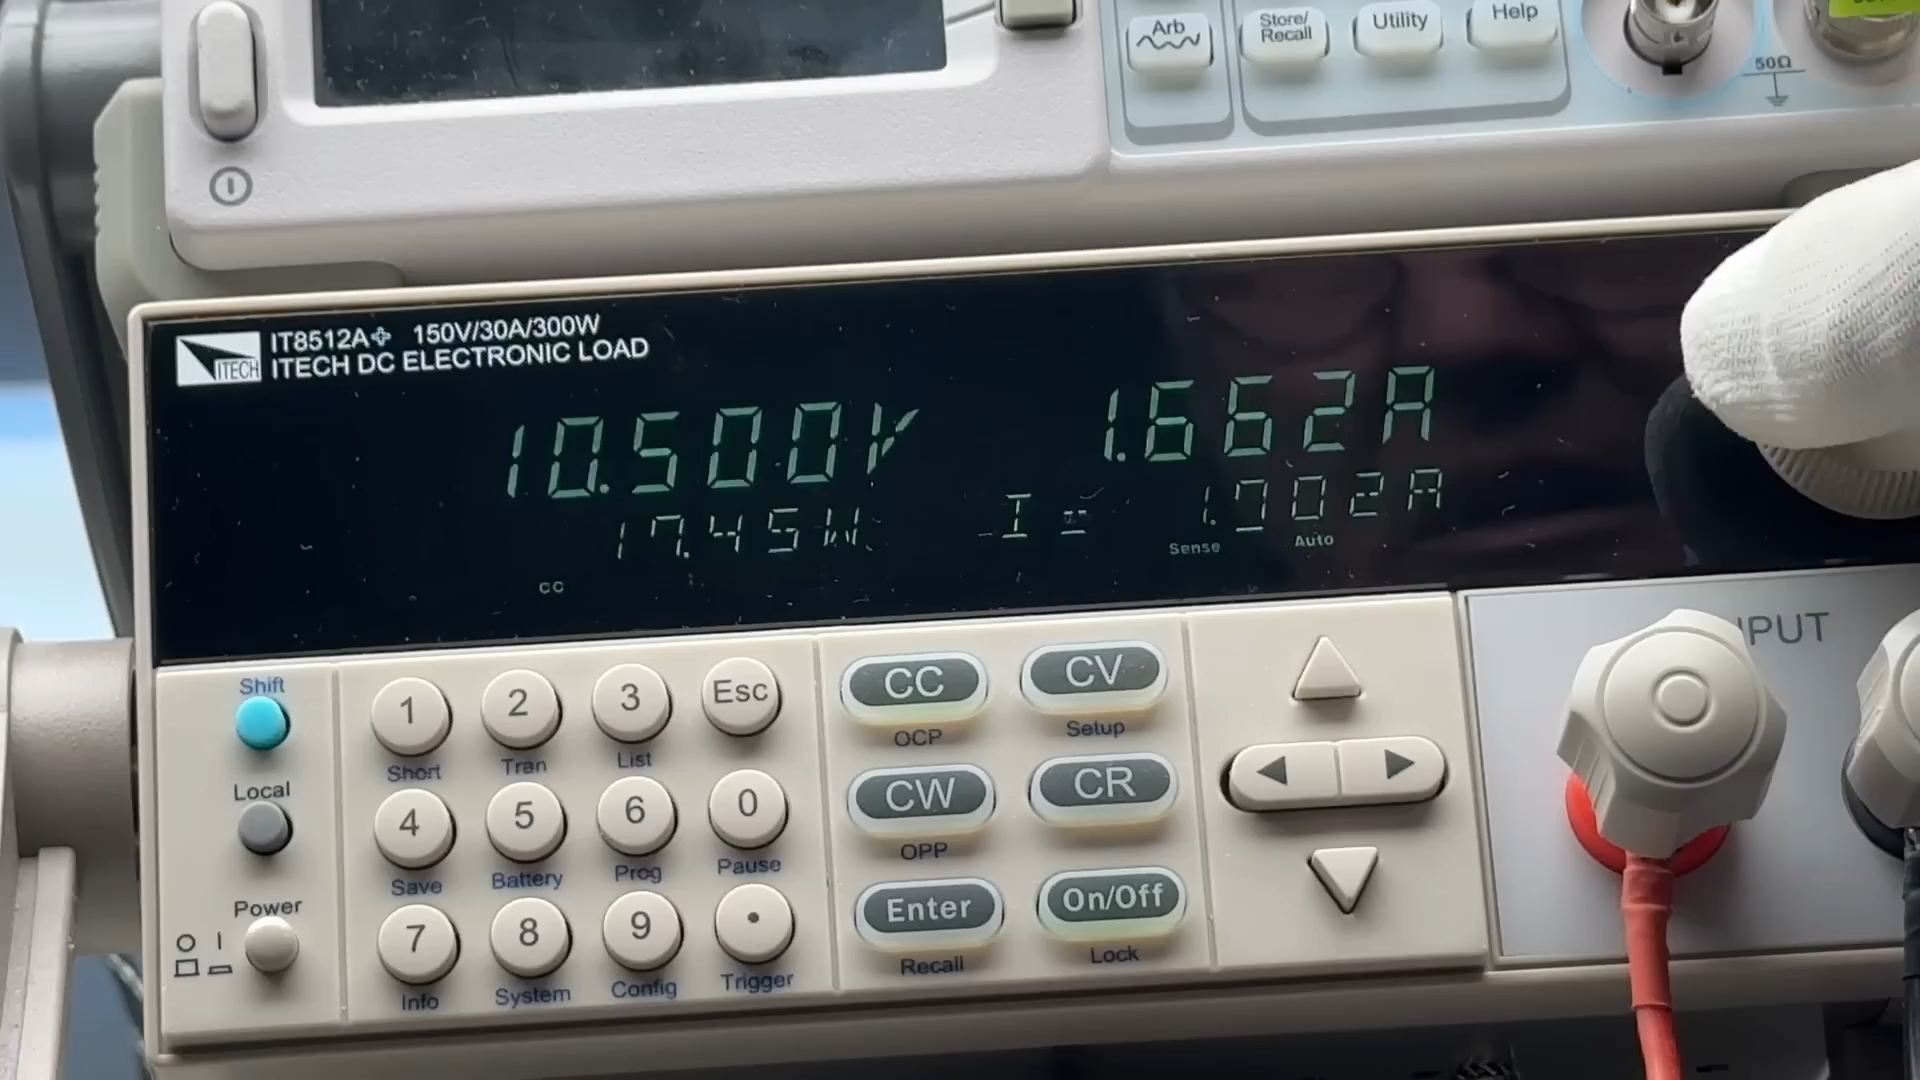 Arb
Store/
Recall
Utility
Help
50Ω
ITECH
IT8512A+ 150V/30A/300W
ITECH DC ELECTRONIC LOAD
10.500V 1.662A
17.45W I = 1.702A
Sense Auto
CC
INPUT
Shift
Local
Power
1 2 3 Esc
Short Tran List
4 5 6 0
Save Battery Prog Pause
7 8 9 .
Info System Config Trigger
CC CV
OCP Setup
CW CR
OPP
Enter On/Off
Recall Lock